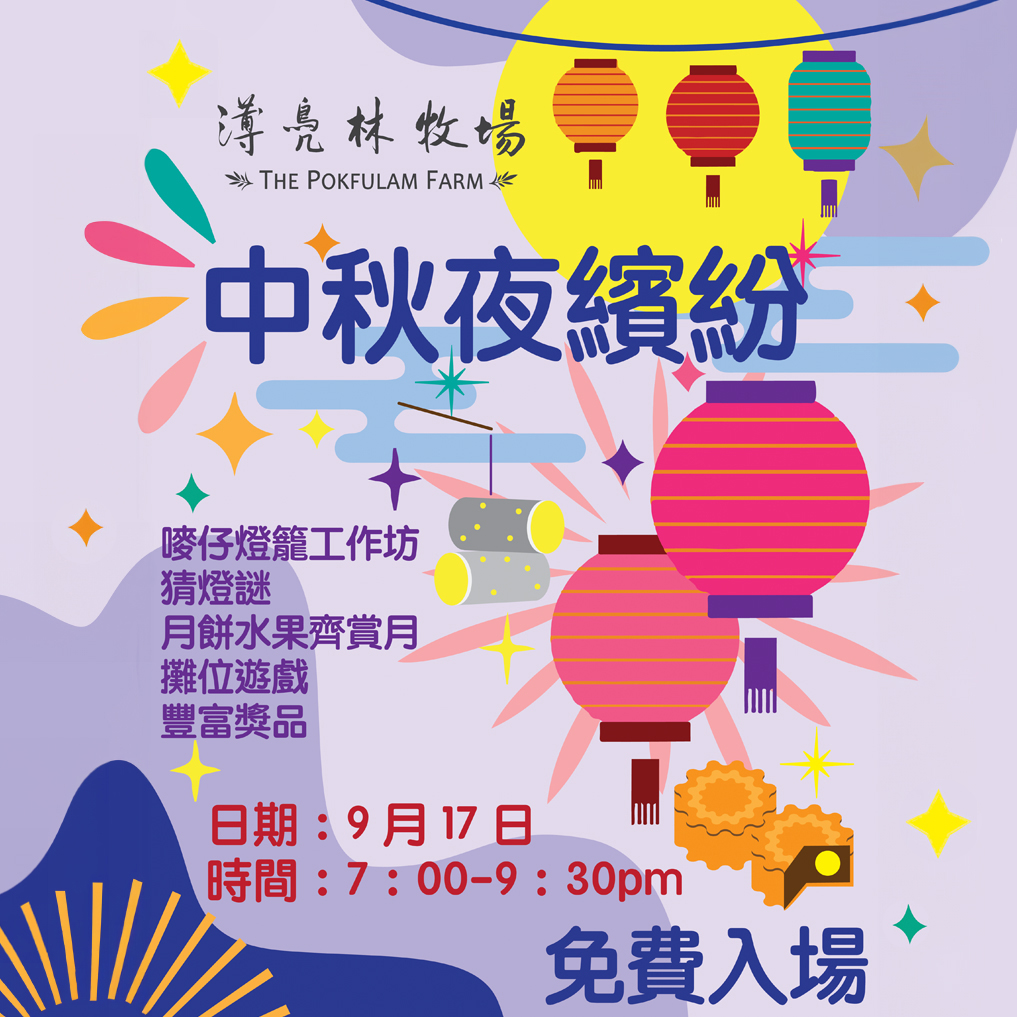 薄鳧林牧場
THE POKFULAM FARM
中秋夜繽紛
嘜仔燈籠工作坊
猜燈謎
月餅水果齊賞月
攤位遊戲
豐富獎品
日期：9月17日
時間：7：00-9：30pm
免費入場